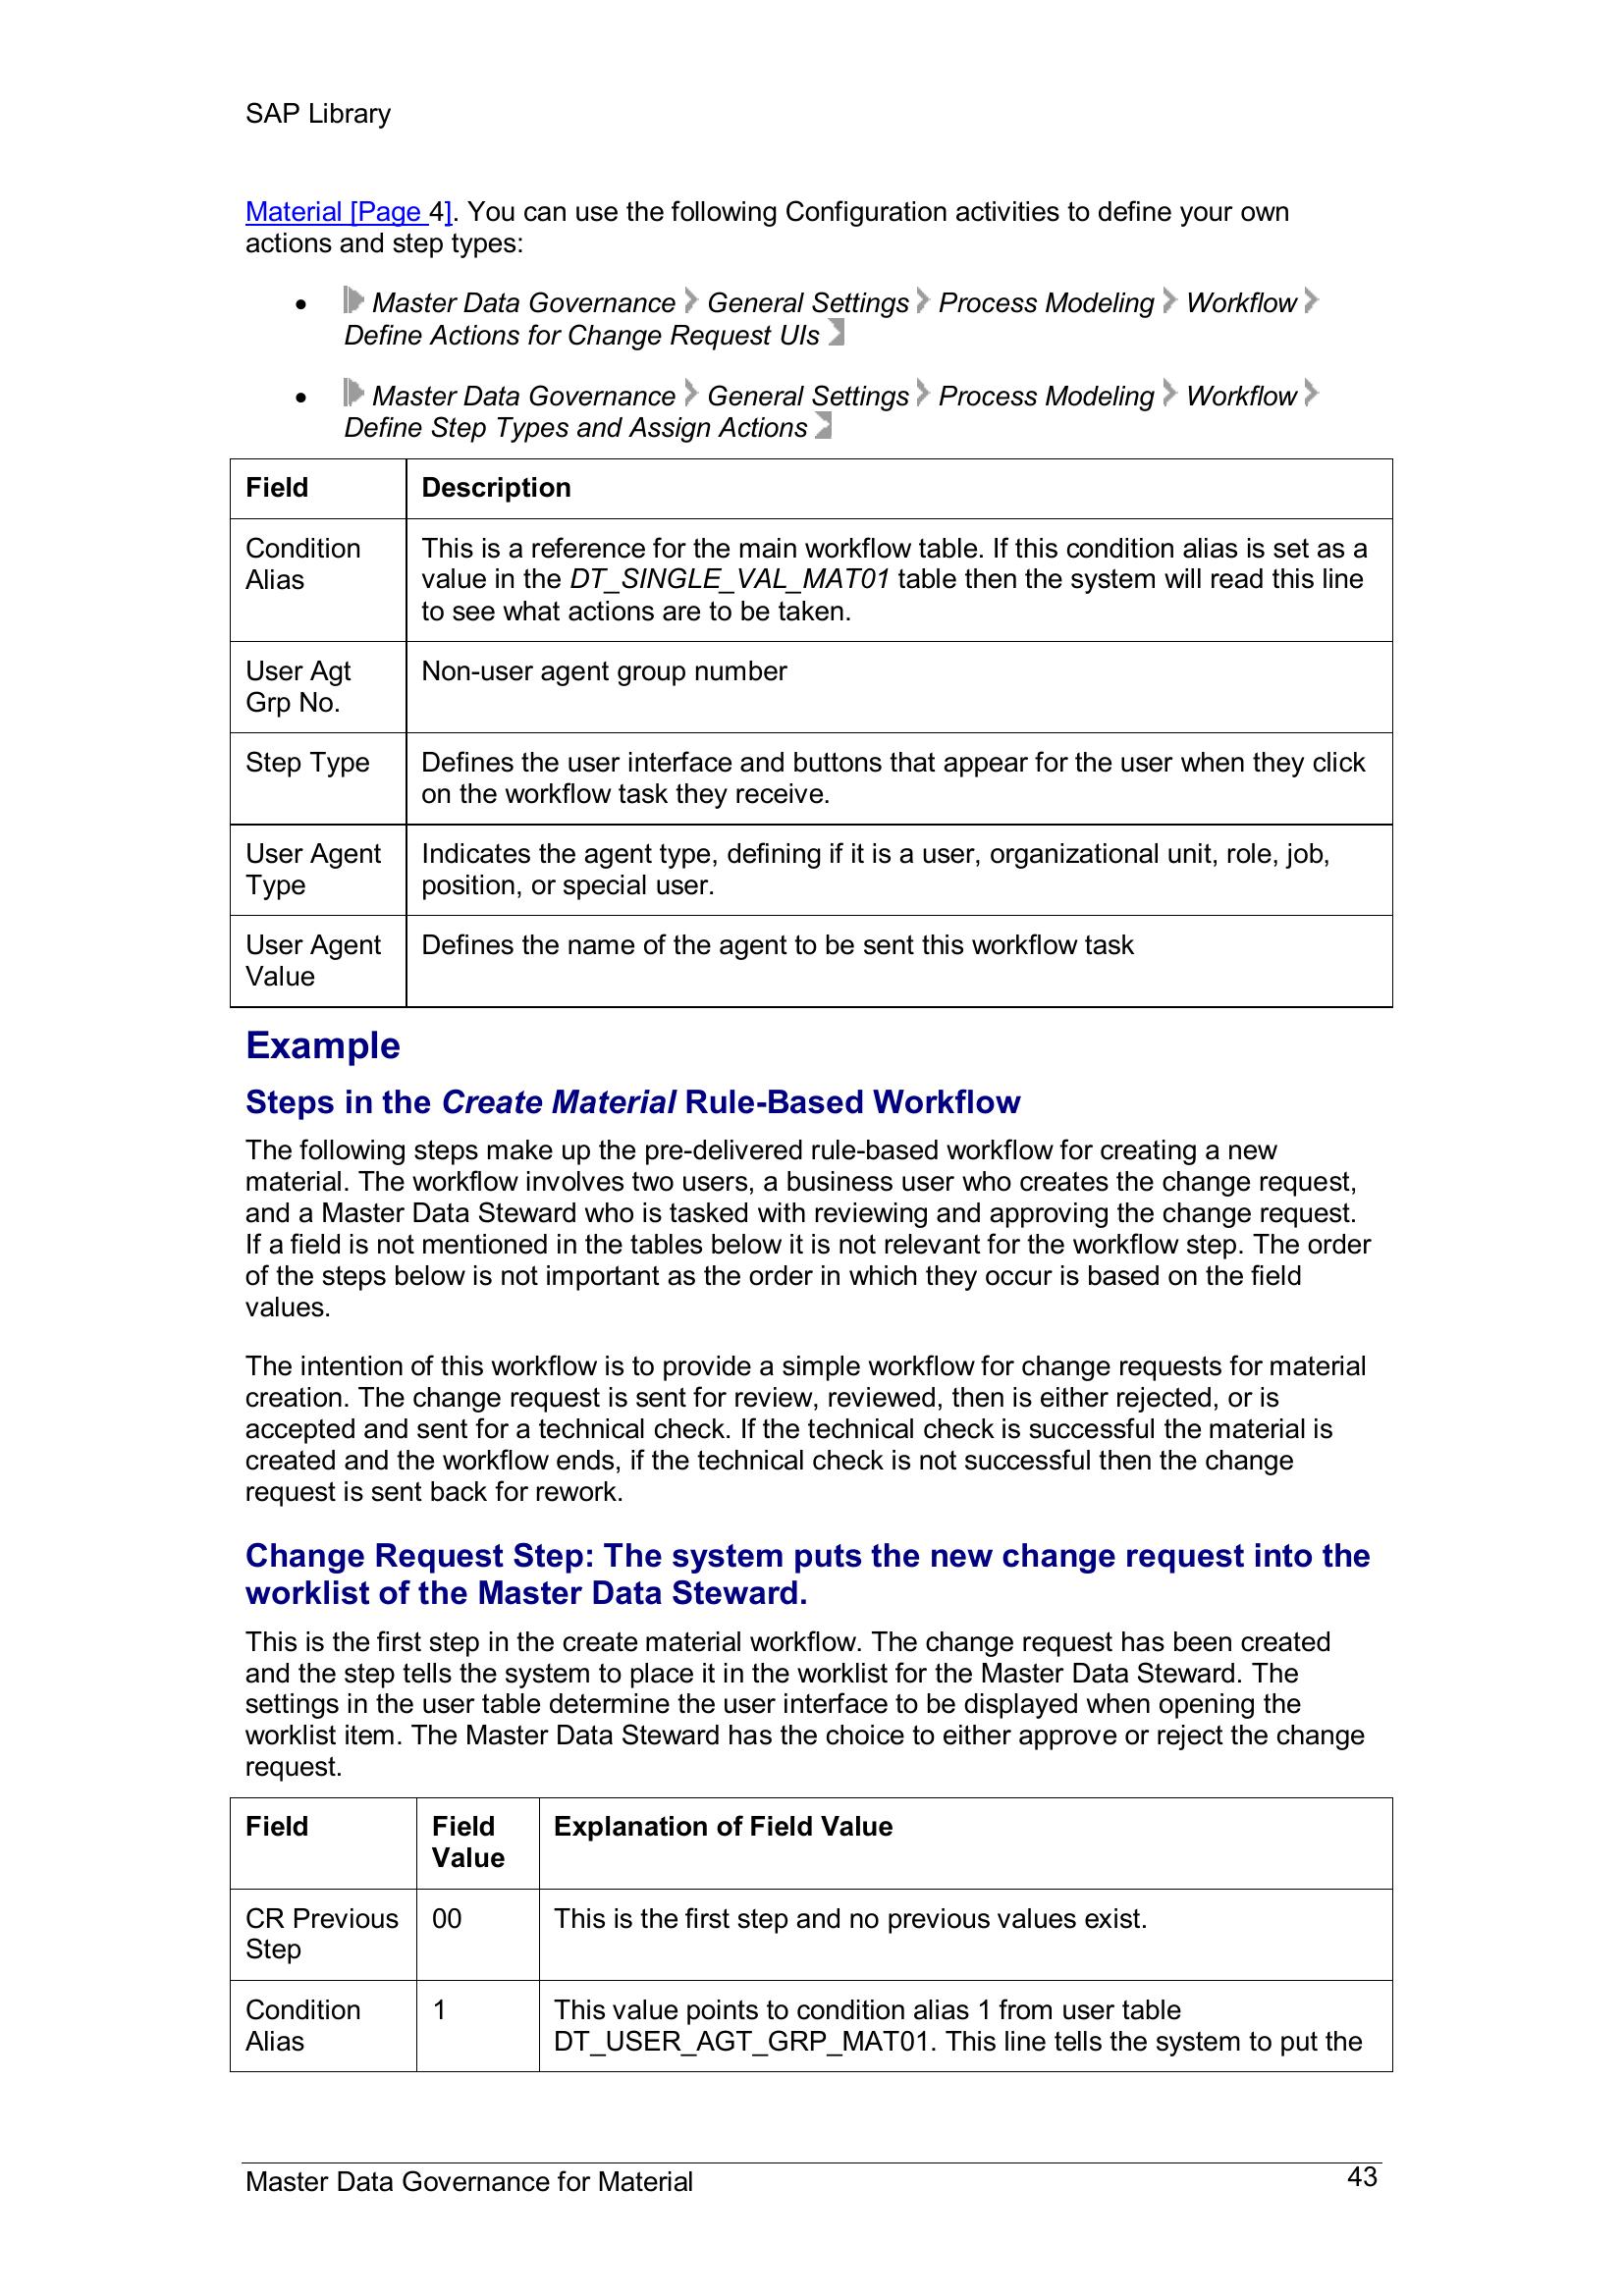 SAP Library
Material [Page 4]. You can use the following Configuration activities to define your own
actions and step types:
• Master Data Governance General Settings Process Modeling Workflow
Define Actions for Change Request UIs
• Master Data Governance General Settings Process Modeling Workflow
Define Step Types and Assign Actions
Field Description
Condition This is a reference for the main workflow table. If this condition alias is set as a
Alias value in the DT_SINGLE_VAL_MAT01 table then the system will read this line
to see what actions are to be taken.
User Agt Non-user agent group number
Grp No.
Step Type Defines the user interface and buttons that appear for the user when they click
on the workflow task they receive.
User Agent Indicates the agent type, defining if it is a user, organizational unit, role, job,
Type position, or special user.
User Agent Defines the name of the agent to be sent this workflow task
Value
Example
Steps in the Create Material Rule-Based Workflow
The following steps make up the pre-delivered rule-based workflow for creating a new
material. The workflow involves two users, a business user who creates the change request,
and a Master Data Steward who is tasked with reviewing and approving the change request.
If a field is not mentioned in the tables below it is not relevant for the workflow step. The order
of the steps below is not important as the order in which they occur is based on the field
values.
The intention of this workflow is to provide a simple workflow for change requests for material
creation. The change request is sent for review, reviewed, then is either rejected, or is
accepted and sent for a technical check. If the technical check is successful the material is
created and the workflow ends, if the technical check is not successful then the change
request is sent back for rework.
Change Request Step: The system puts the new change request into the
worklist of the Master Data Steward.
This is the first step in the create material workflow. The change request has been created
and the step tells the system to place it in the worklist for the Master Data Steward. The
settings in the user table determine the user interface to be displayed when opening the
worklist item. The Master Data Steward has the choice to either approve or reject the change
request.
Field Field Explanation of Field Value
Value
CR Previous 00 This is the first step and no previous values exist.
Step
Condition 1 This value points to condition alias 1 from user table
Alias DT_USER_AGT_GRP_MAT01. This line tells the system to put the
Master Data Governance for Material 43